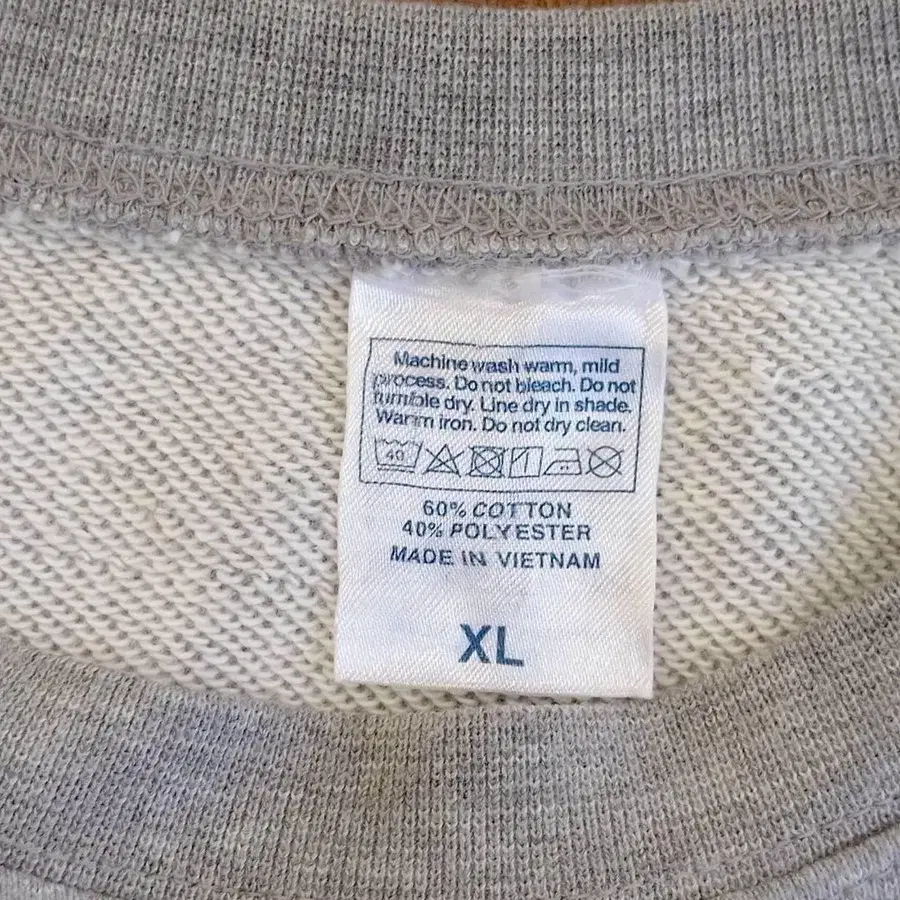 Machine wash warm, mild
process. Do not bleach. Do not
tumble dry. Line dry in shade.
Warm iron. Do not dry clean.
40
60% COTTON
40% POLYESTER
MADE IN VIETNAM
XL